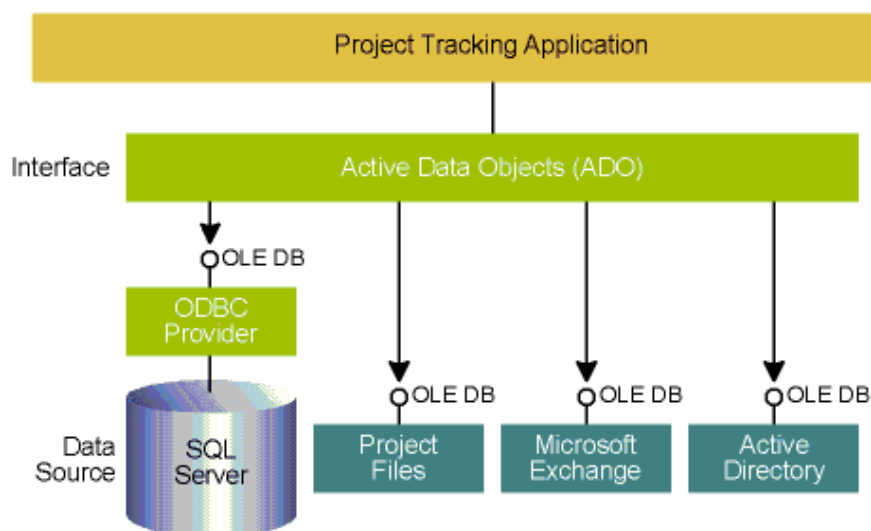 Project Tracking Application
Interface
Active Data Objects (ADO)
OLE DB
ODBC
Provider
OLE DB
OLE DB
OLE DB
Data
Source
SQL
Server
Project
Files
Microsoft
Exchange
Active
Directory